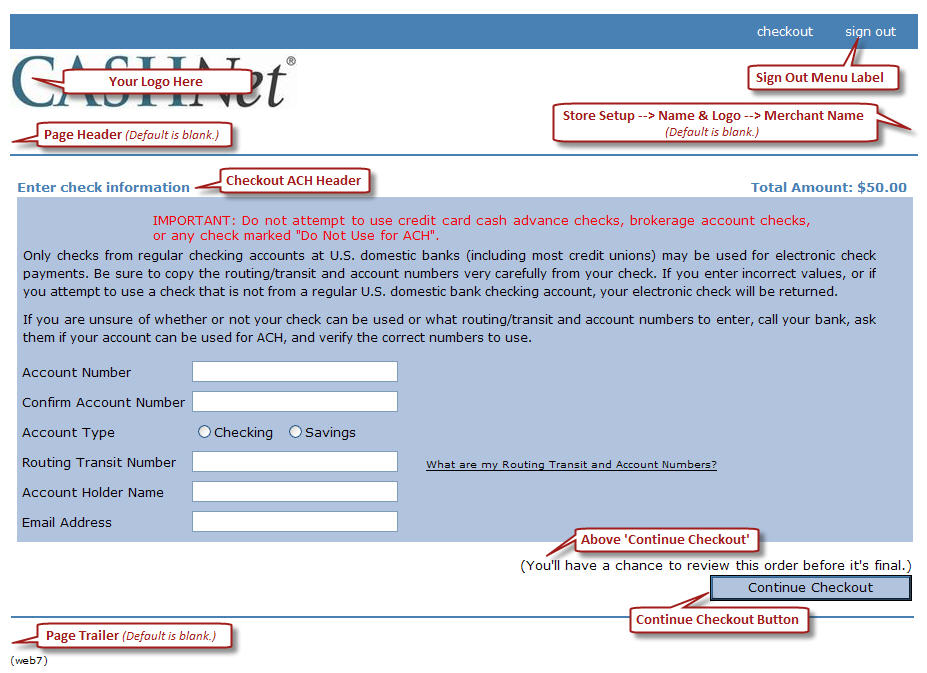 checkout sign out
CASHNet®
Your Logo Here
Sign Out Menu Label
Page Header (Default is blank.)
Store Setup --> Name & Logo --> Merchant Name
(Default is blank.)
Enter check information
Checkout ACH Header
Total Amount: $50.00
IMPORTANT: Do not attempt to use credit card cash advance checks, brokerage account checks,
or any check marked "Do Not Use for ACH".
Only checks from regular checking accounts at U.S. domestic banks (including most credit unions) may be used for electronic check
payments. Be sure to copy the routing/transit and account numbers very carefully from your check. If you enter incorrect values, or if
you attempt to use a check that is not from a regular U.S. domestic bank checking account, your electronic check will be returned.
If you are unsure of whether or not your check can be used or what routing/transit and account numbers to enter, call your bank, ask
them if your account can be used for ACH, and verify the correct numbers to use.
Account Number
Confirm Account Number
Account Type Checking Savings
Routing Transit Number What are my Routing Transit and Account Numbers?
Account Holder Name
Email Address
Above 'Continue Checkout'
(You'll have a chance to review this order before it's final.)
Continue Checkout
Continue Checkout Button
Page Trailer (Default is blank.)
(web7)